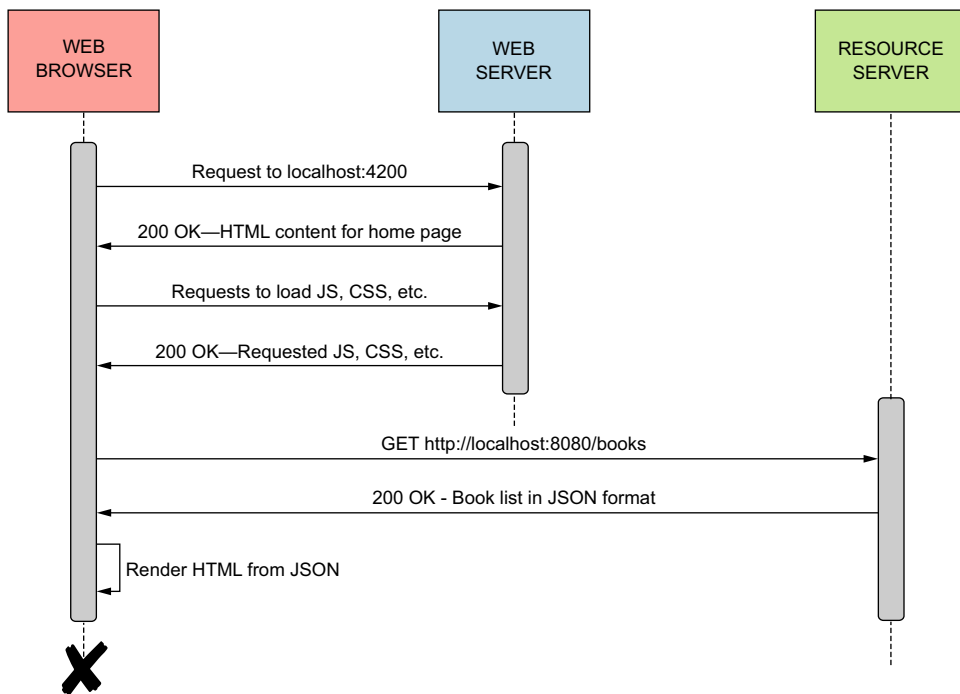 WEB
BROWSER
WEB
SERVER
RESOURCE
SERVER
Request to localhost:4200
200 OK—HTML content for home page
Requests to load JS, CSS, etc.
200 OK—Requested JS, CSS, etc.
GET http://localhost:8080/books
200 OK - Book list in JSON format
Render HTML from JSON